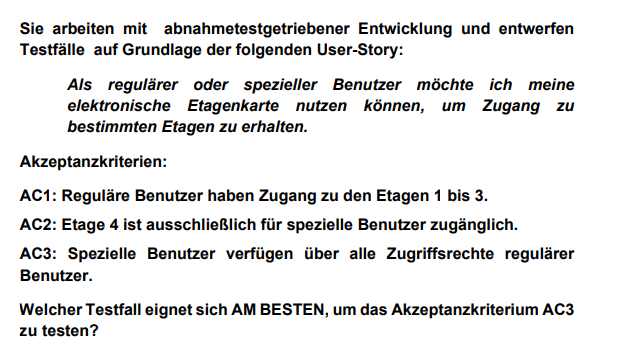 Sie arbeiten mit abnahmetestgetriebener Entwicklung und entwerfen
Testfälle auf Grundlage der folgenden User-Story:
Als regulärer oder spezieller Benutzer möchte ich meine
elektronische Etagenkarte nutzen können, um Zugang zu
bestimmten Etagen zu erhalten.
Akzeptanzkriterien:
AC1: Reguläre Benutzer haben Zugang zu den Etagen 1 bis 3.
AC2: Etage 4 ist ausschließlich für spezielle Benutzer zugänglich.
AC3: Spezielle Benutzer verfügen über alle Zugriffsrechte regulärer
Benutzer.
Welcher Testfall eignet sich AM BESTEN, um das Akzeptanzkriterium AC3
zu testen?